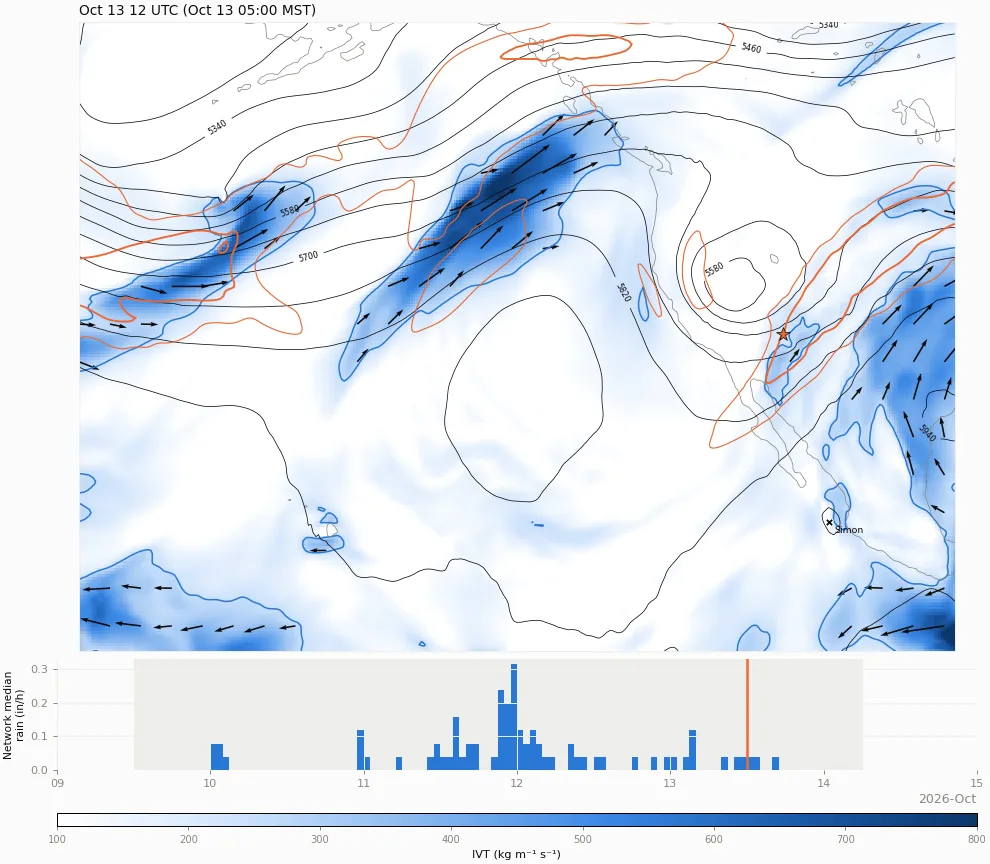 Oct 13 12 UTC (Oct 13 05:00 MST)
5340
5460
5340
5580
5700
5820
5580
5940
Simon
Network median
rain (in/h)
0.3
0.2
0.1
0.0
09 10 11 12 13 14 15
2026-Oct
100 200 300 400 500 600 700 800
IVT (kg m⁻¹ s⁻¹)